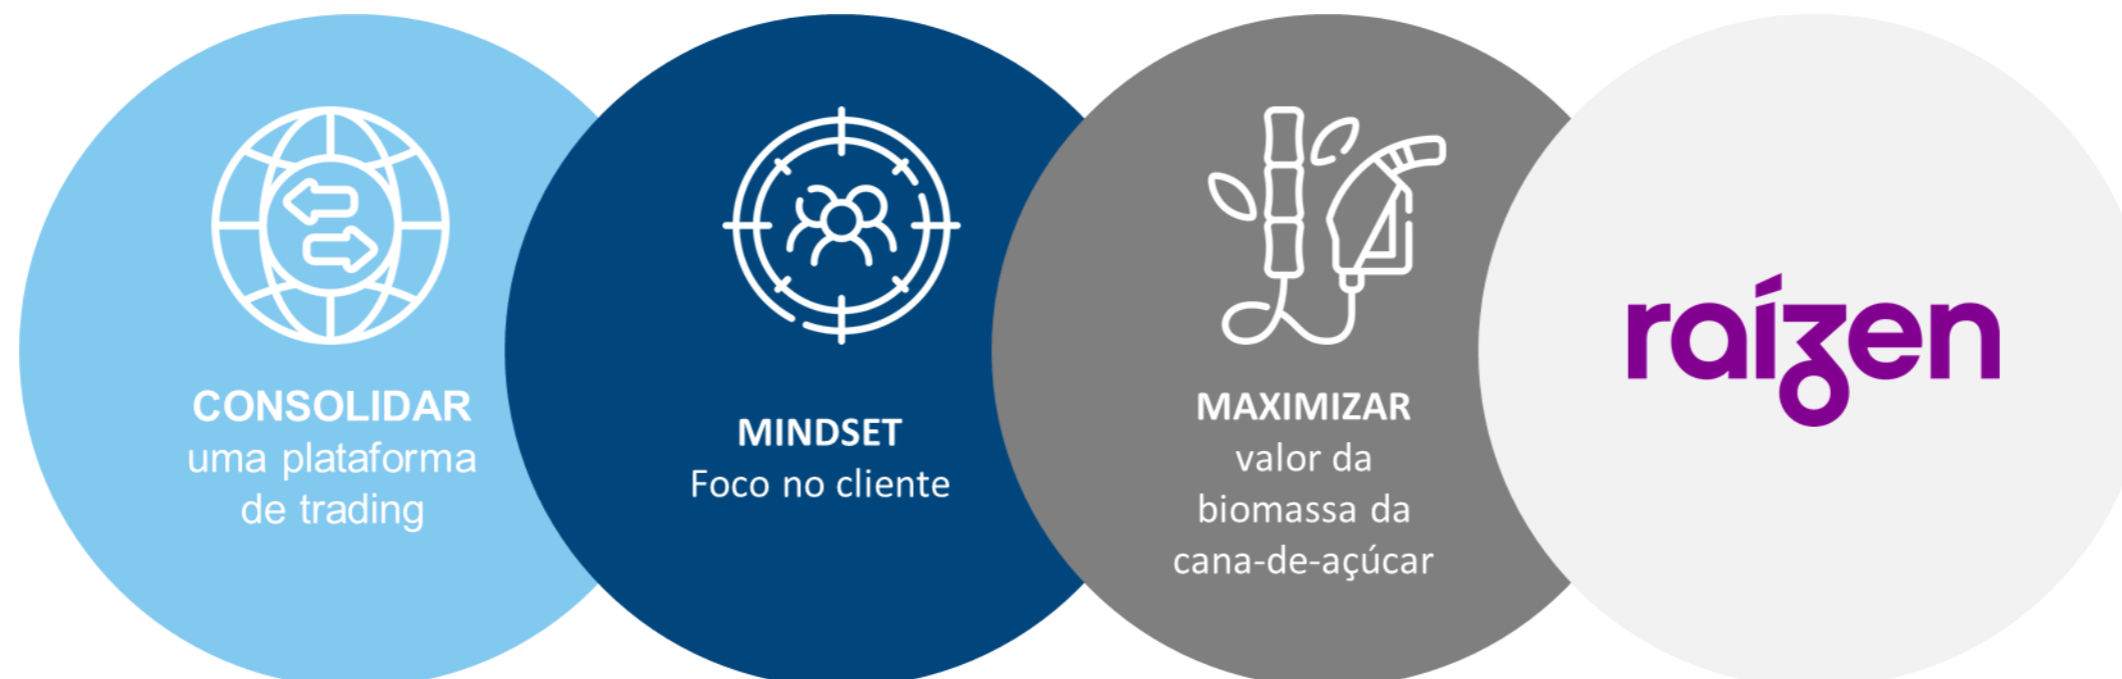 CONSOLIDAR
uma plataforma
de trading
MINDSET
Foco no cliente
MAXIMIZAR
valor da
biomassa da
cana-de-açúcar
raízen